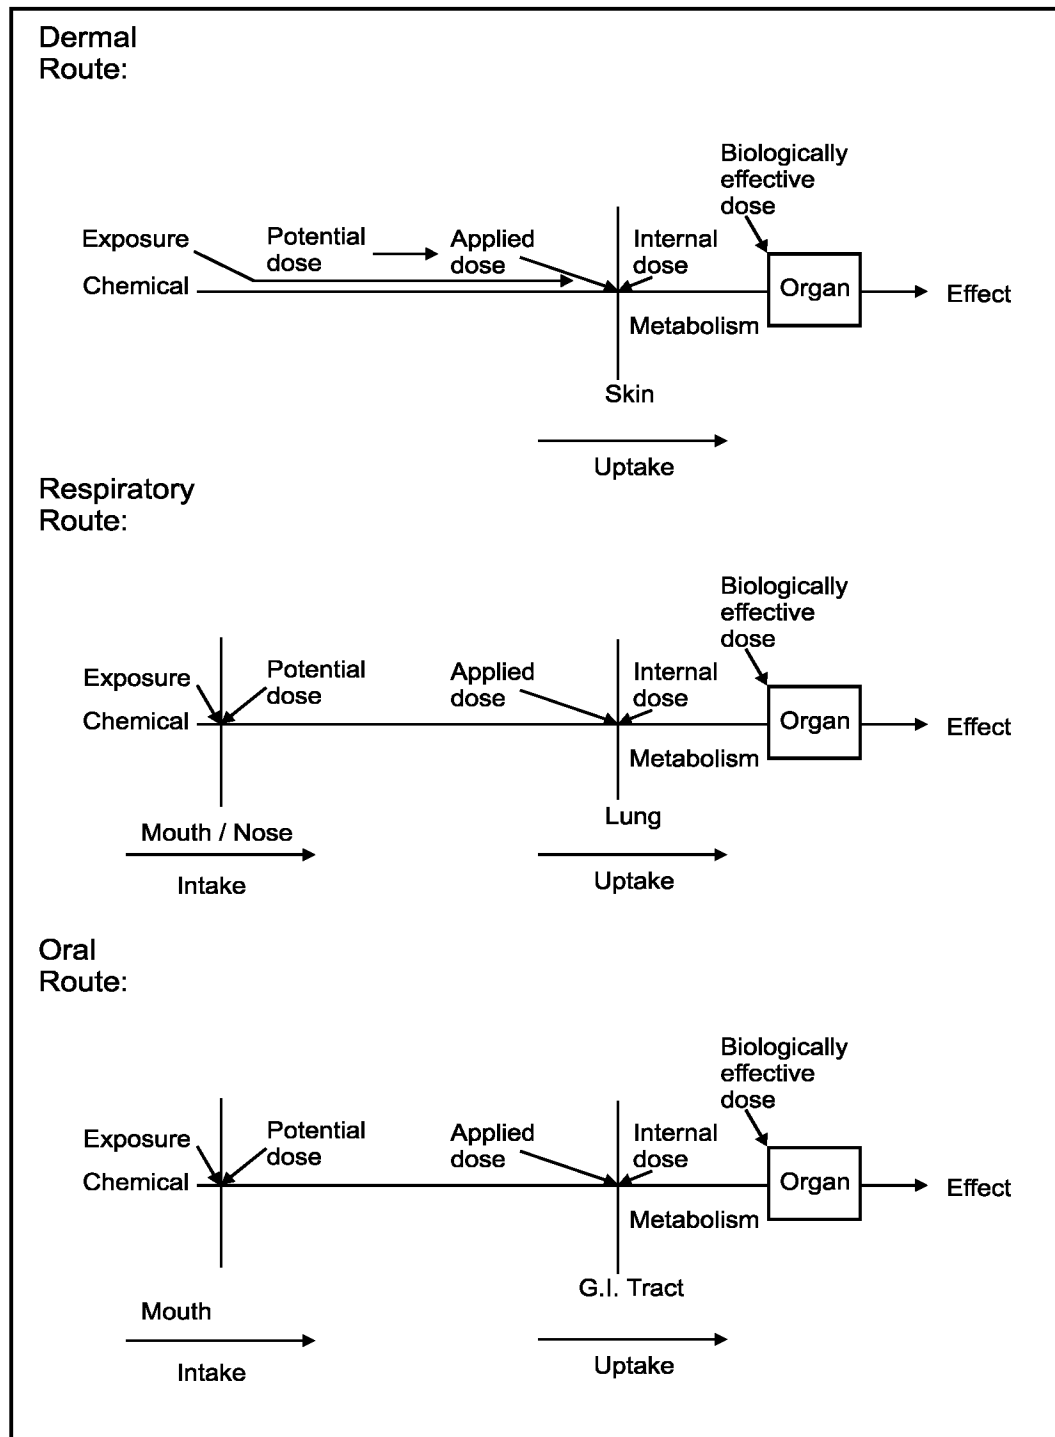 Dermal
Route:
Biologically
effective
dose
Exposure
Potential
dose
Applied
dose
Internal
dose
Chemical
Organ
Effect
Metabolism
Skin
Uptake
Respiratory
Route:
Biologically
effective
dose
Exposure
Potential
dose
Applied
dose
Internal
dose
Chemical
Organ
Effect
Metabolism
Lung
Mouth / Nose
Intake
Uptake
Oral
Route:
Biologically
effective
dose
Exposure
Potential
dose
Applied
dose
Internal
dose
Chemical
Organ
Effect
Metabolism
G.I. Tract
Mouth
Intake
Uptake